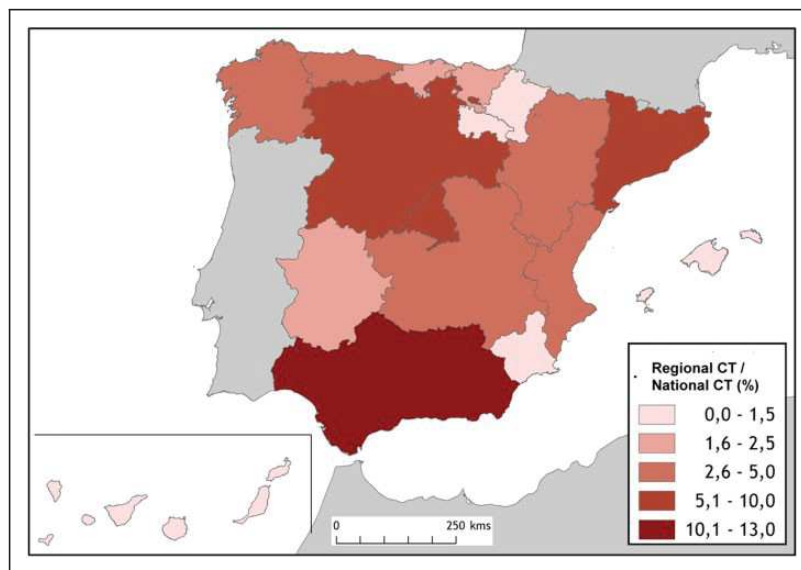 Regional CT /
National CT (%)
0,0 - 1,5
1,6 - 2,5
2,6 - 5,0
5,1 - 10,0
10,1 - 13,0
0 250 kms